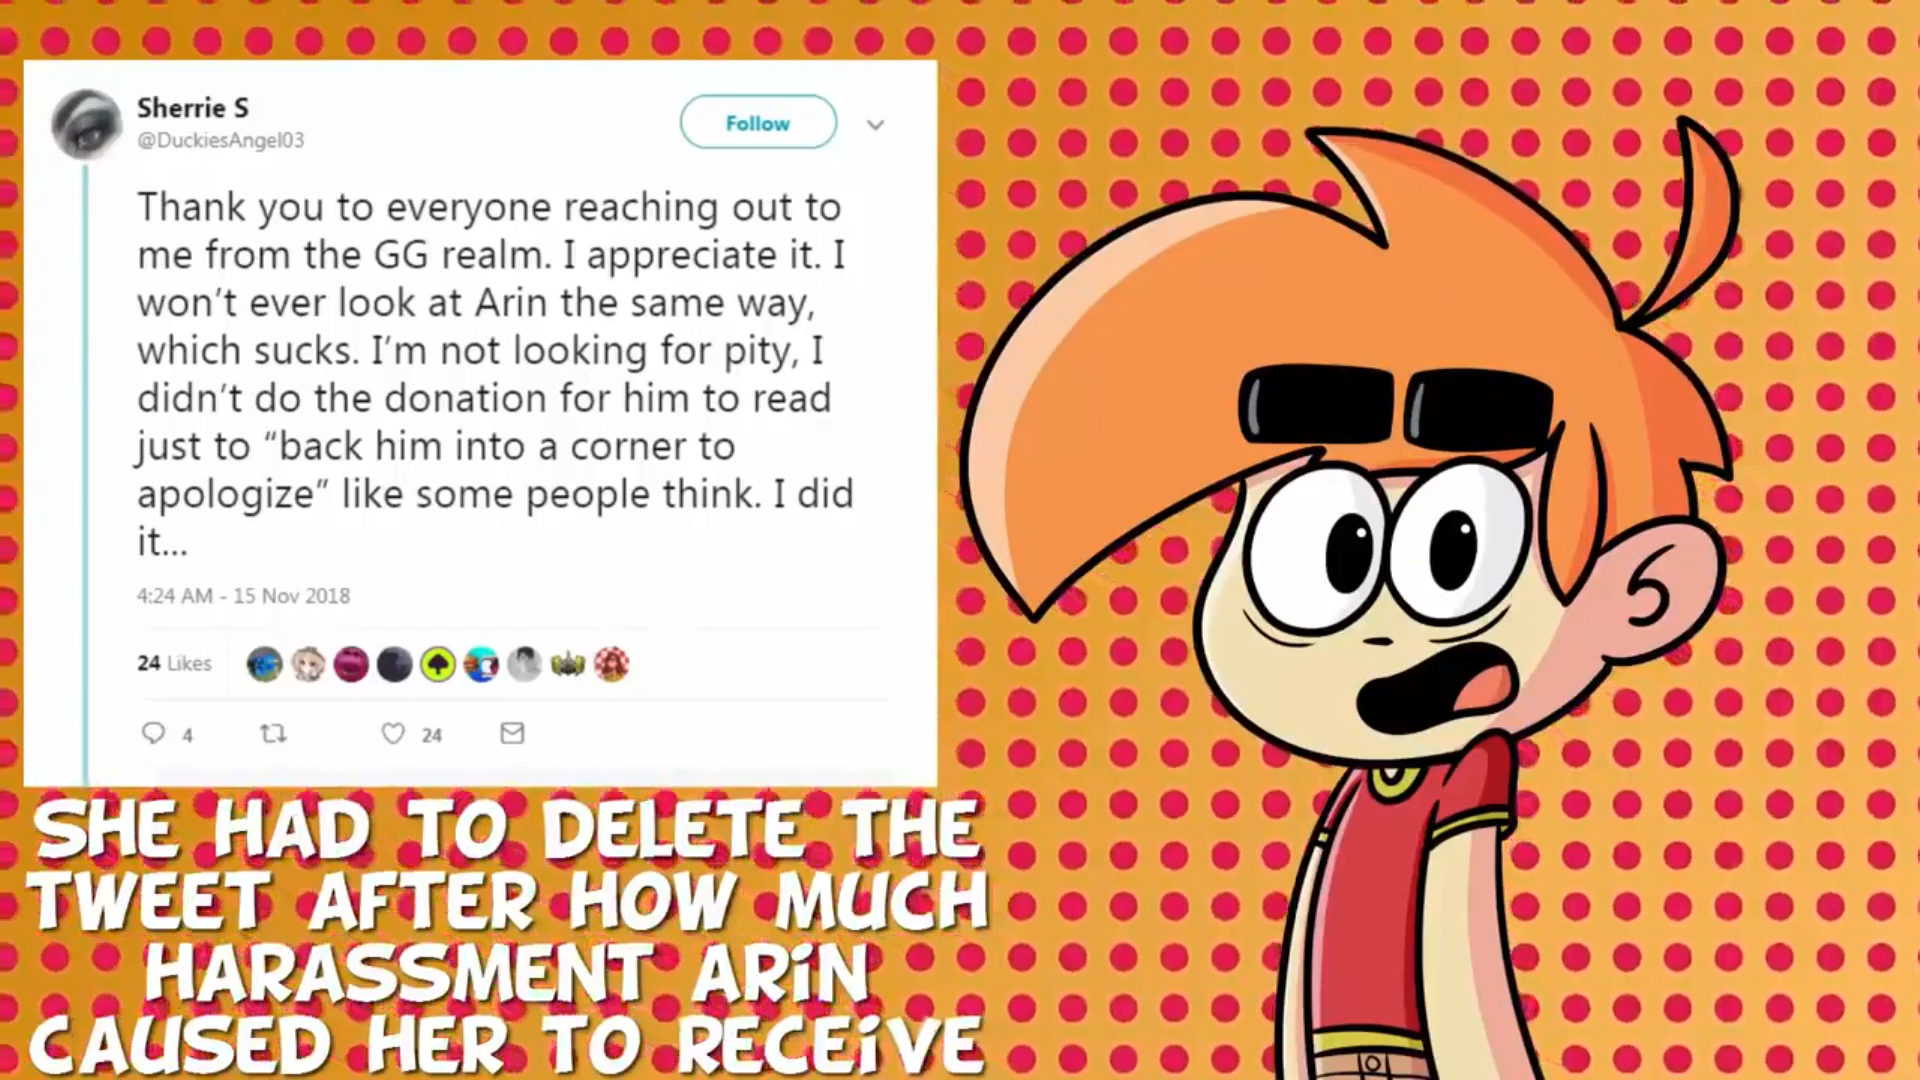 Sherrie S
@DuckiesAngel03
Follow
Thank you to everyone reaching out to
me from the GG realm. I appreciate it. I
won't ever look at Arin the same way,
which sucks. I'm not looking for pity, I
didn't do the donation for him to read
just to “back him into a corner to
apologize” like some people think. I did
it...
4:24 AM - 15 Nov 2018
24 Likes
4
24
SHE HAD TO DELETE THE
TWEET AFTER HOW MUCH
HARASSMENT ARiN
CAUSED HER TO RECEiVE